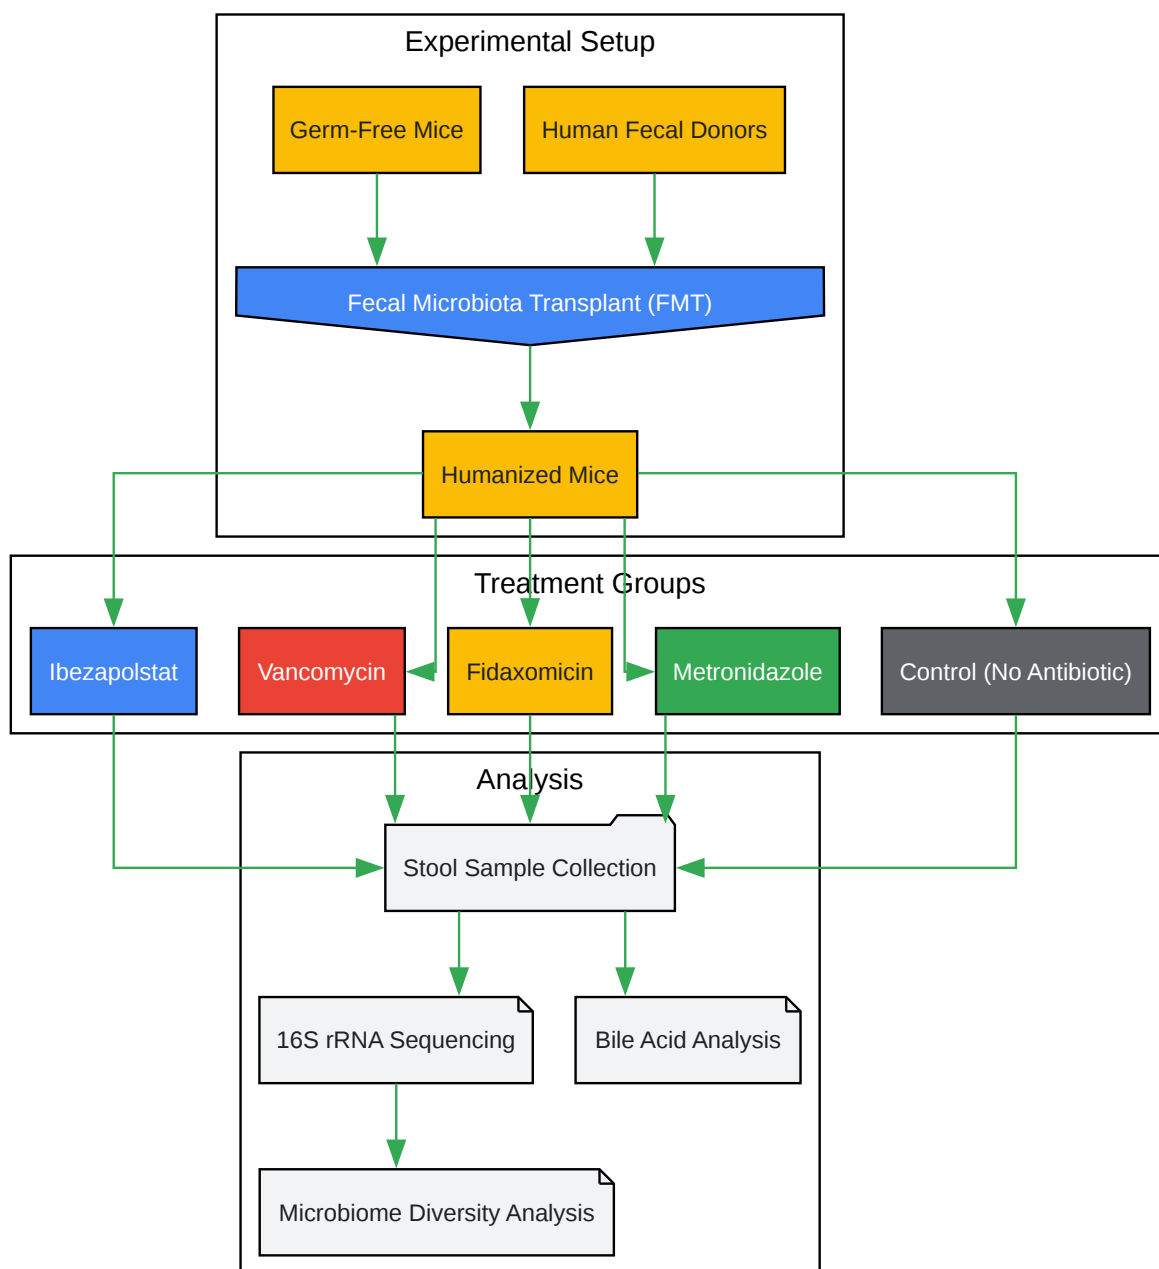 Experimental Setup
Germ-Free Mice
Human Fecal Donors
Fecal Microbiota Transplant (FMT)
Humanized Mice
Treatment Groups
Ibezapolstat
Vancomycin
Fidaxomicin
Metronidazole
Control (No Antibiotic)
Analysis
Stool Sample Collection
16S rRNA Sequencing
Bile Acid Analysis
Microbiome Diversity Analysis